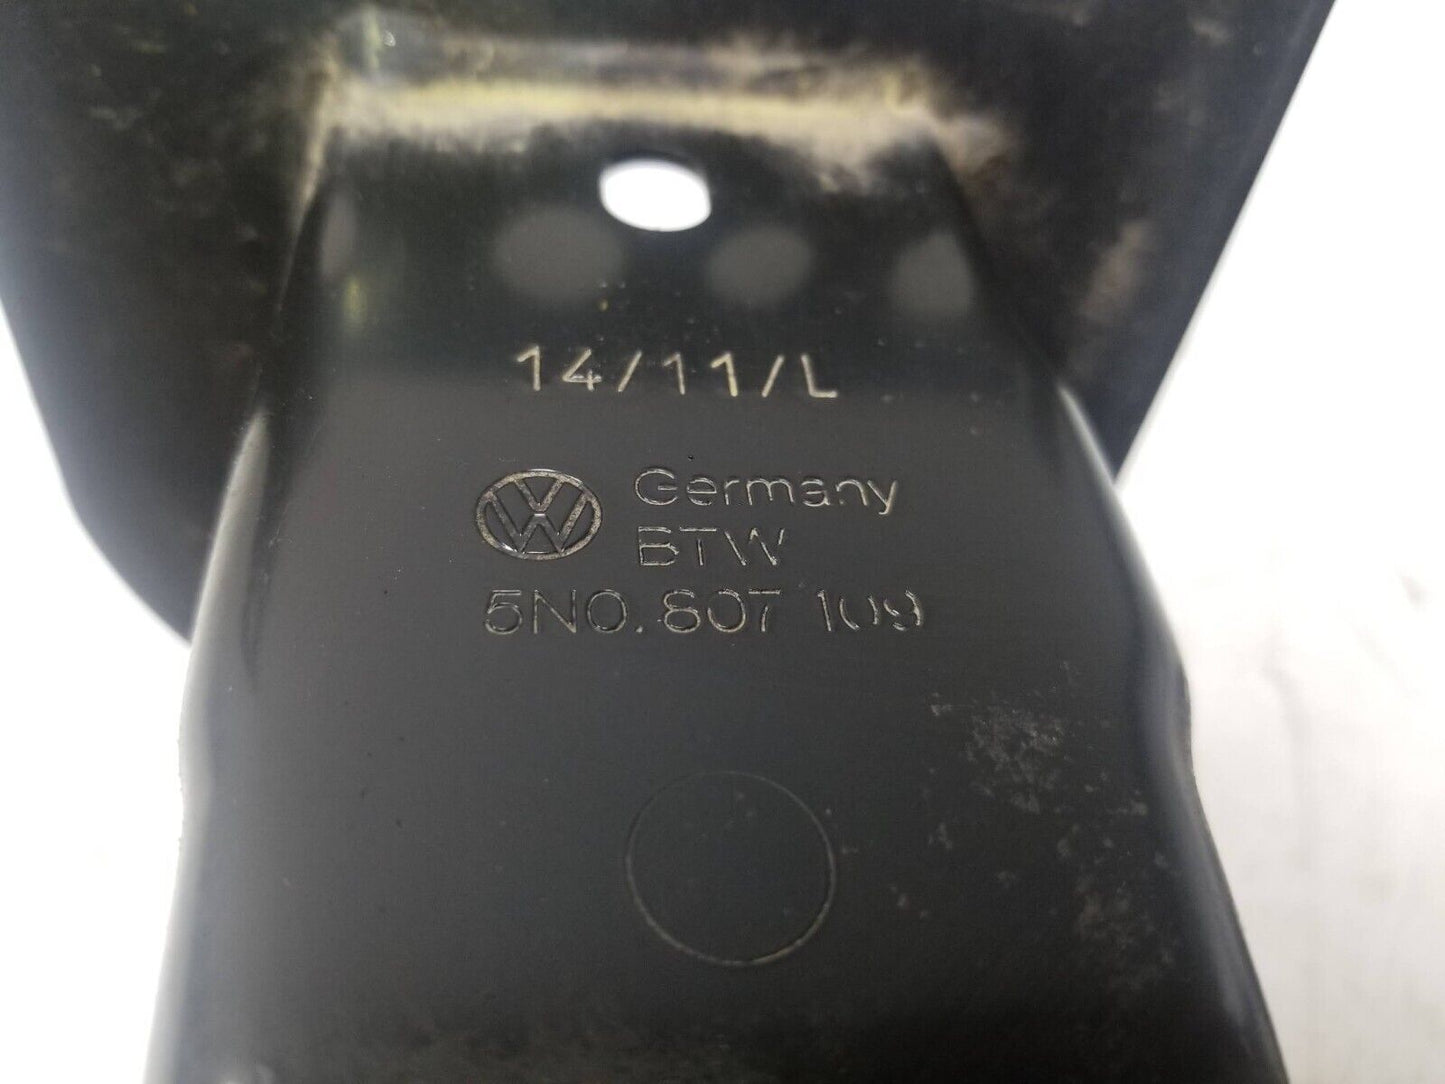 14/11/L
Germany
BTW
5N0.807 109